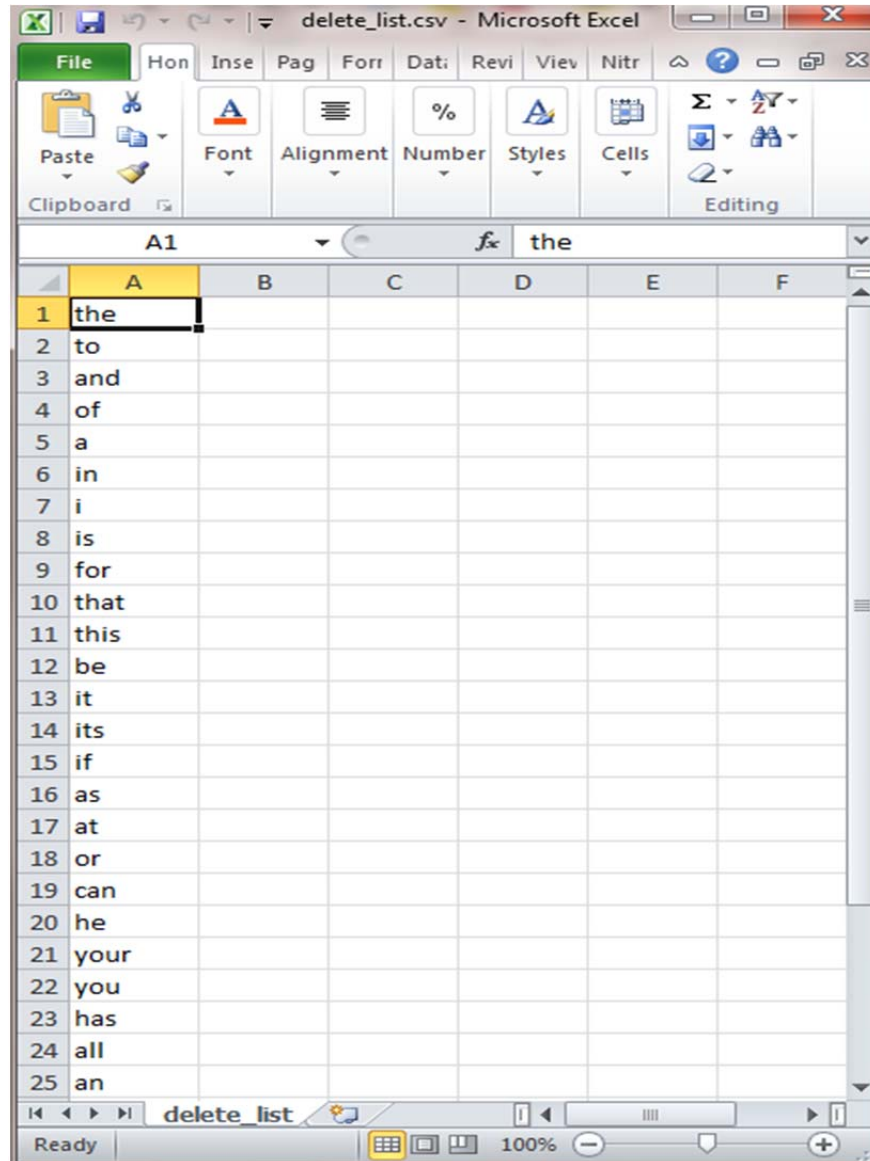 delete_list.csv - Microsoft Excel
File Hon Inse Pag Forr Data Revi View Nitr
Paste Font Alignment Number Styles Cells
% Σ
Clipboard Editing
A1 fx the
A B C D E F
1 the
2 to
3 and
4 of
5 a
6 in
7 i
8 is
9 for
10 that
11 this
12 be
13 it
14 its
15 if
16 as
17 at
18 or
19 can
20 he
21 your
22 you
23 has
24 all
25 an
delete_list
Ready 100%